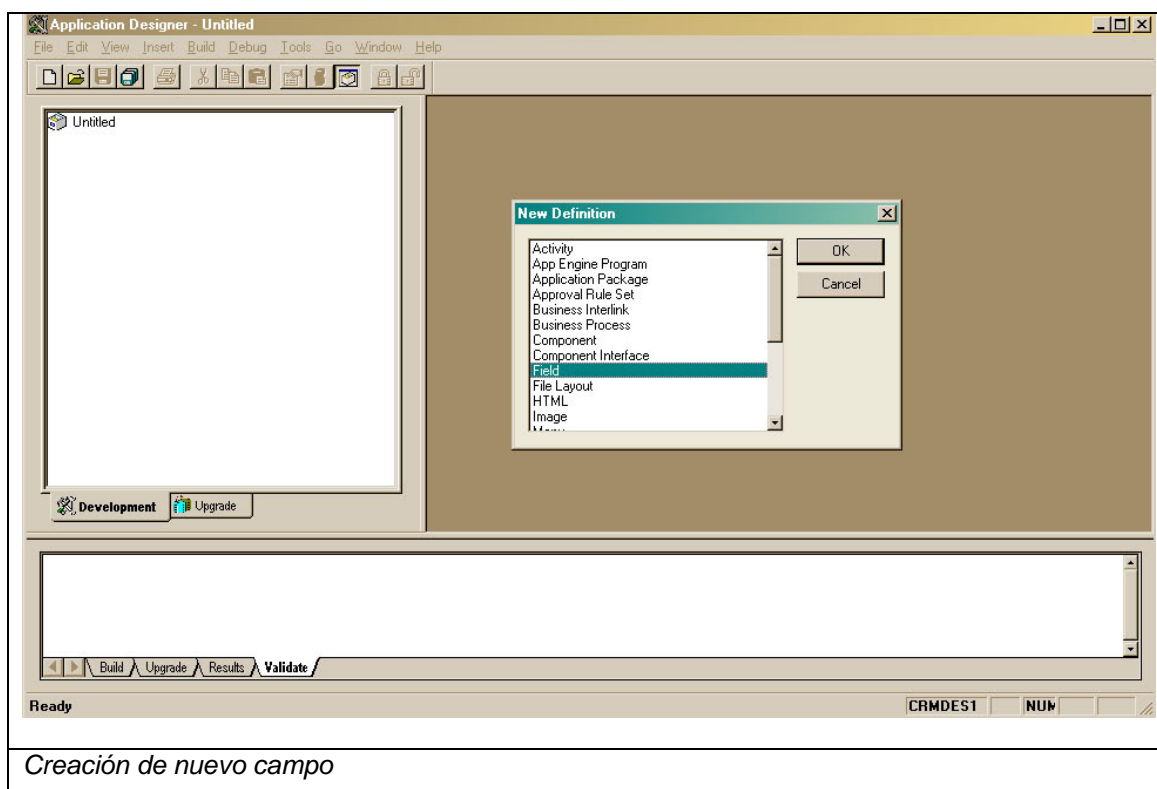 Application Designer - Untitled
File Edit View Insert Build Debug Tools Go Window Help
Untitled
New Definition
Activity
App Engine Program
Application Package
Approval Rule Set
Business Interlink
Business Process
Component
Component Interface
Field
File Layout
HTML
Image
OK
Cancel
Development Upgrade
Build Upgrade Results Validate
Ready CRMDES1
Creación de nuevo campo